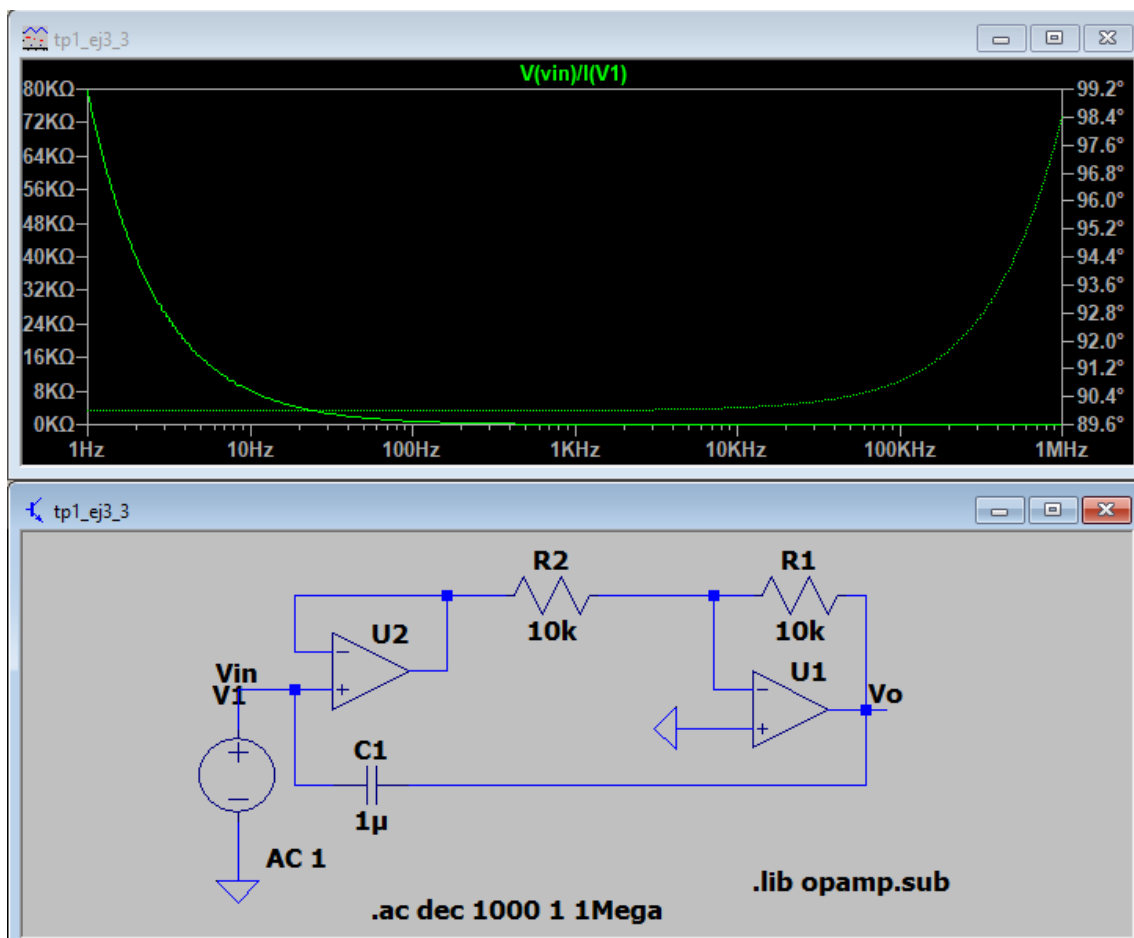 tp1_ej3_3
V(vin)/I(V1)
80KΩ
72KΩ
64KΩ
56KΩ
48KΩ
40KΩ
32KΩ
24KΩ
16KΩ
8KΩ
0KΩ
99.2°
98.4°
97.6°
96.8°
96.0°
95.2°
94.4°
93.6°
92.8°
92.0°
91.2°
90.4°
89.6°
1Hz 10Hz 100Hz 1KHz 10KHz 100KHz 1MHz
tp1_ej3_3
R2 R1
10k 10k
U2
U1
Vin
V1
Vo
C1
1µ
AC 1
.lib opamp.sub
.ac dec 1000 1 1Mega